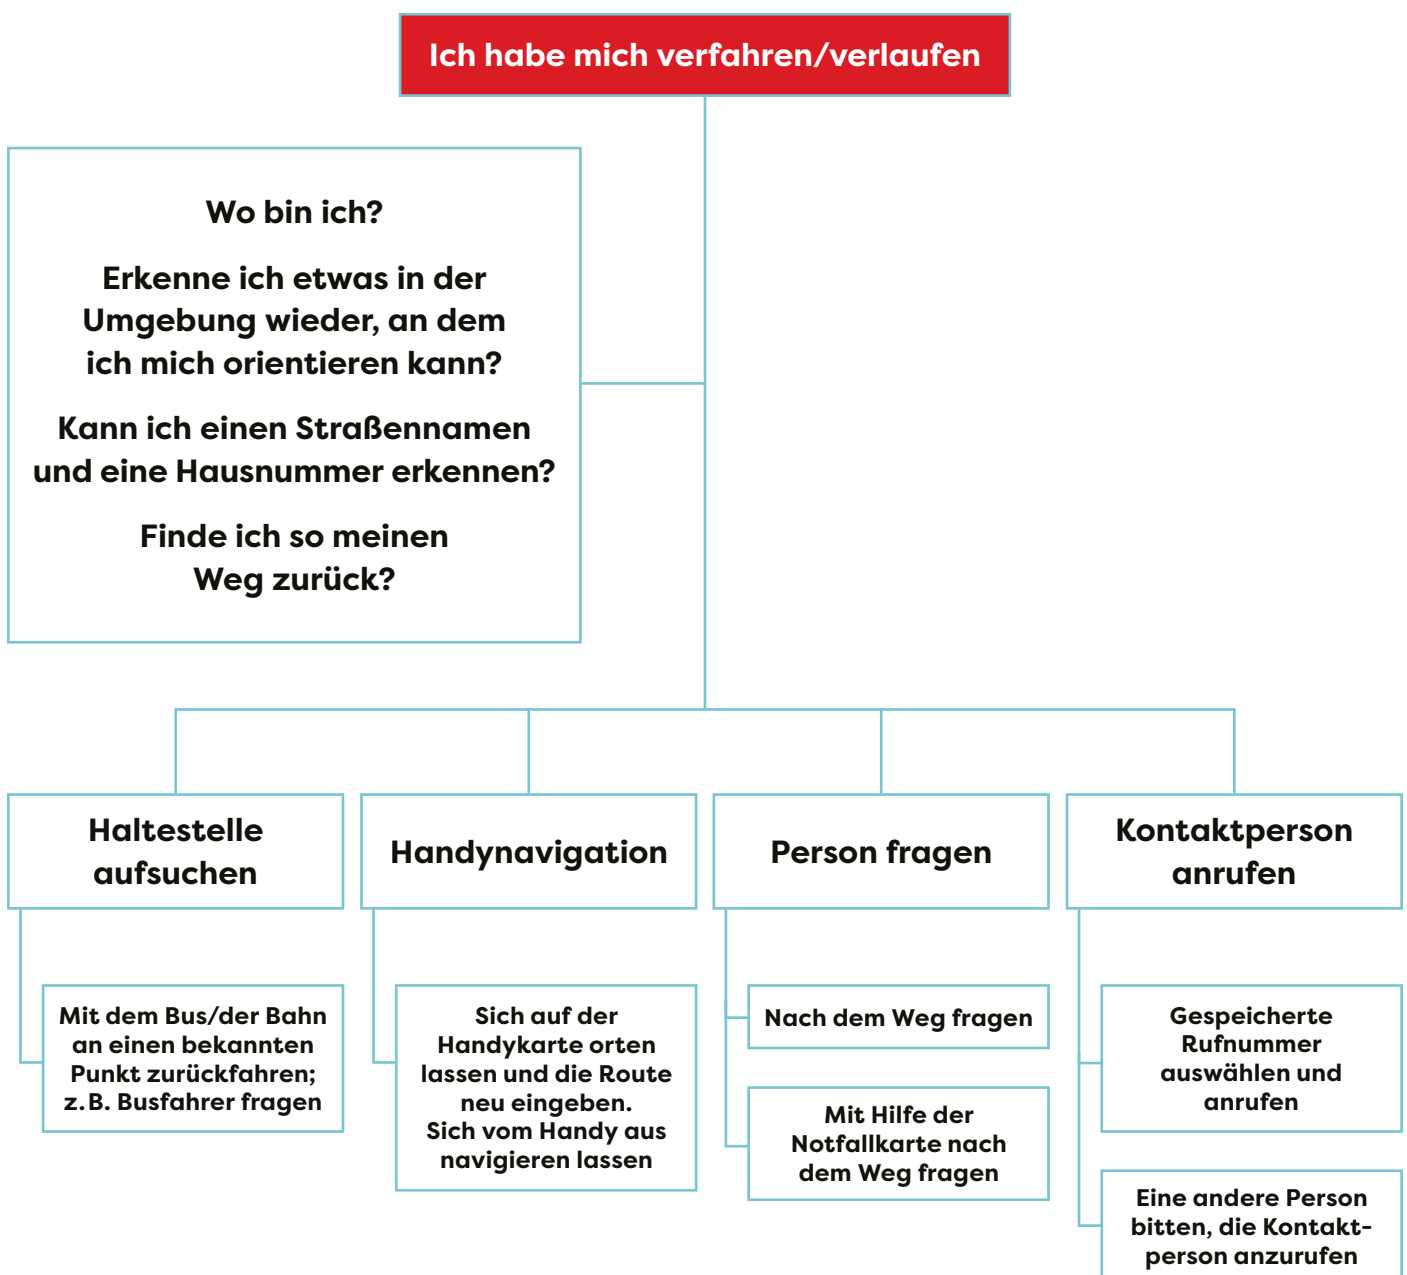 Ich habe mich verfahren/verlaufen
Wo bin ich?
Erkenne ich etwas in der
Umgebung wieder, an dem
ich mich orientieren kann?
Kann ich einen Straßennamen
und eine Hausnummer erkennen?
Finde ich so meinen
Weg zurück?
Haltestelle
aufsuchen
Mit dem Bus/der Bahn
an einen bekannten
Punkt zurückfahren;
z.B. Busfahrer fragen
Handynavigation
Sich auf der
Handykarte orten
lassen und die Route
neu eingeben.
Sich vom Handy aus
navigieren lassen
Person fragen
Nach dem Weg fragen
Mit Hilfe der
Notfallkarte nach
dem Weg fragen
Kontaktperson
anrufen
Gespeicherte
Rufnummer
auswählen und
anrufen
Eine andere Person
bitten, die Kontakt-
person anzurufen